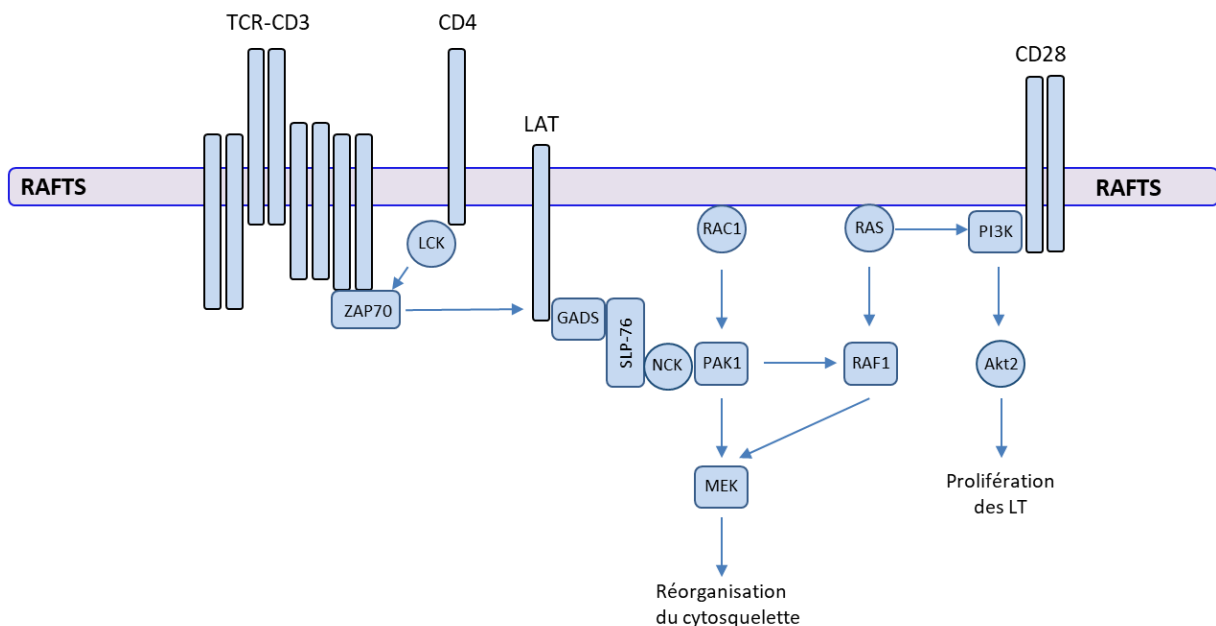 TCR-CD3
CD4
CD28
LAT
RAFTS
RAFTS
LCK
RAC1
RAS
PI3K
ZAP70
GADS
SLP-76
NCK
PAK1
RAF1
Akt2
MEK
Prolifération
des LT
Réorganisation
du cytosquelette